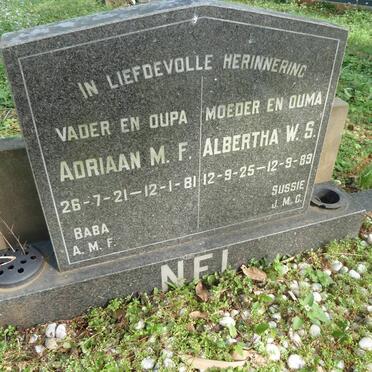 IN LIEFDEVOLLE HERINNERING
VADER EN OUPA
ADRIAAN M. F.
26-7-21-12-1-81
BABA
A. M. F.
MOEDER EN OUMA
ALBERTHA W. S.
12-9-25-12-9-89
SUSSIE
J. M. C.
NEL